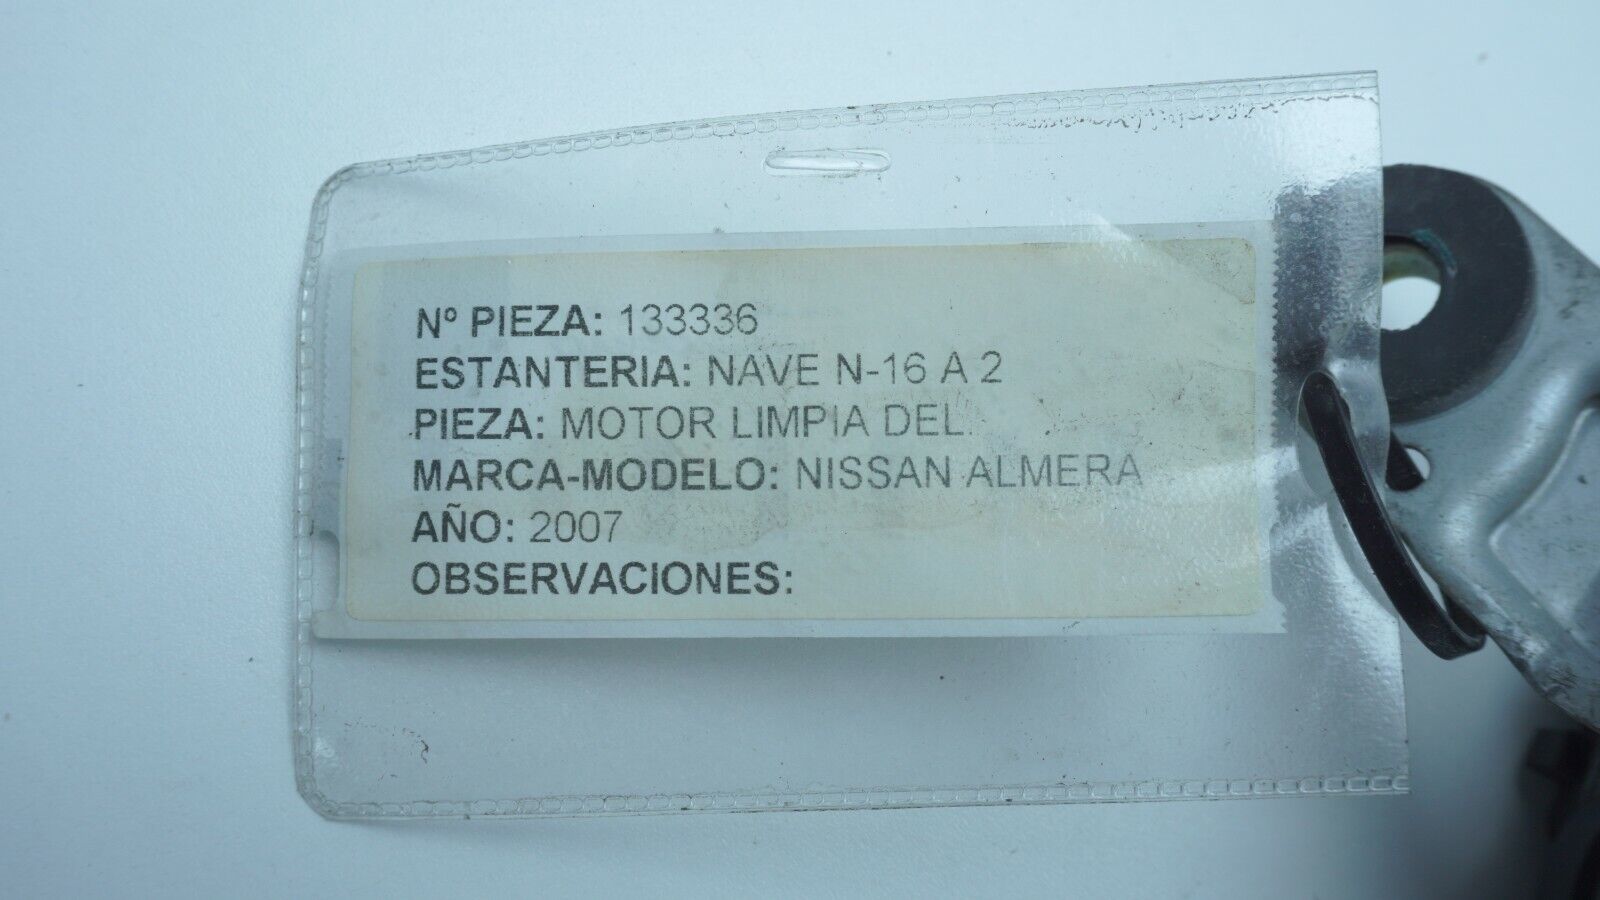 Nº PIEZA: 133336
ESTANTERIA: NAVE N-16 A 2
PIEZA: MOTOR LIMPIA DEL.
MARCA-MODELO: NISSAN ALMERA
AÑO: 2007
OBSERVACIONES: